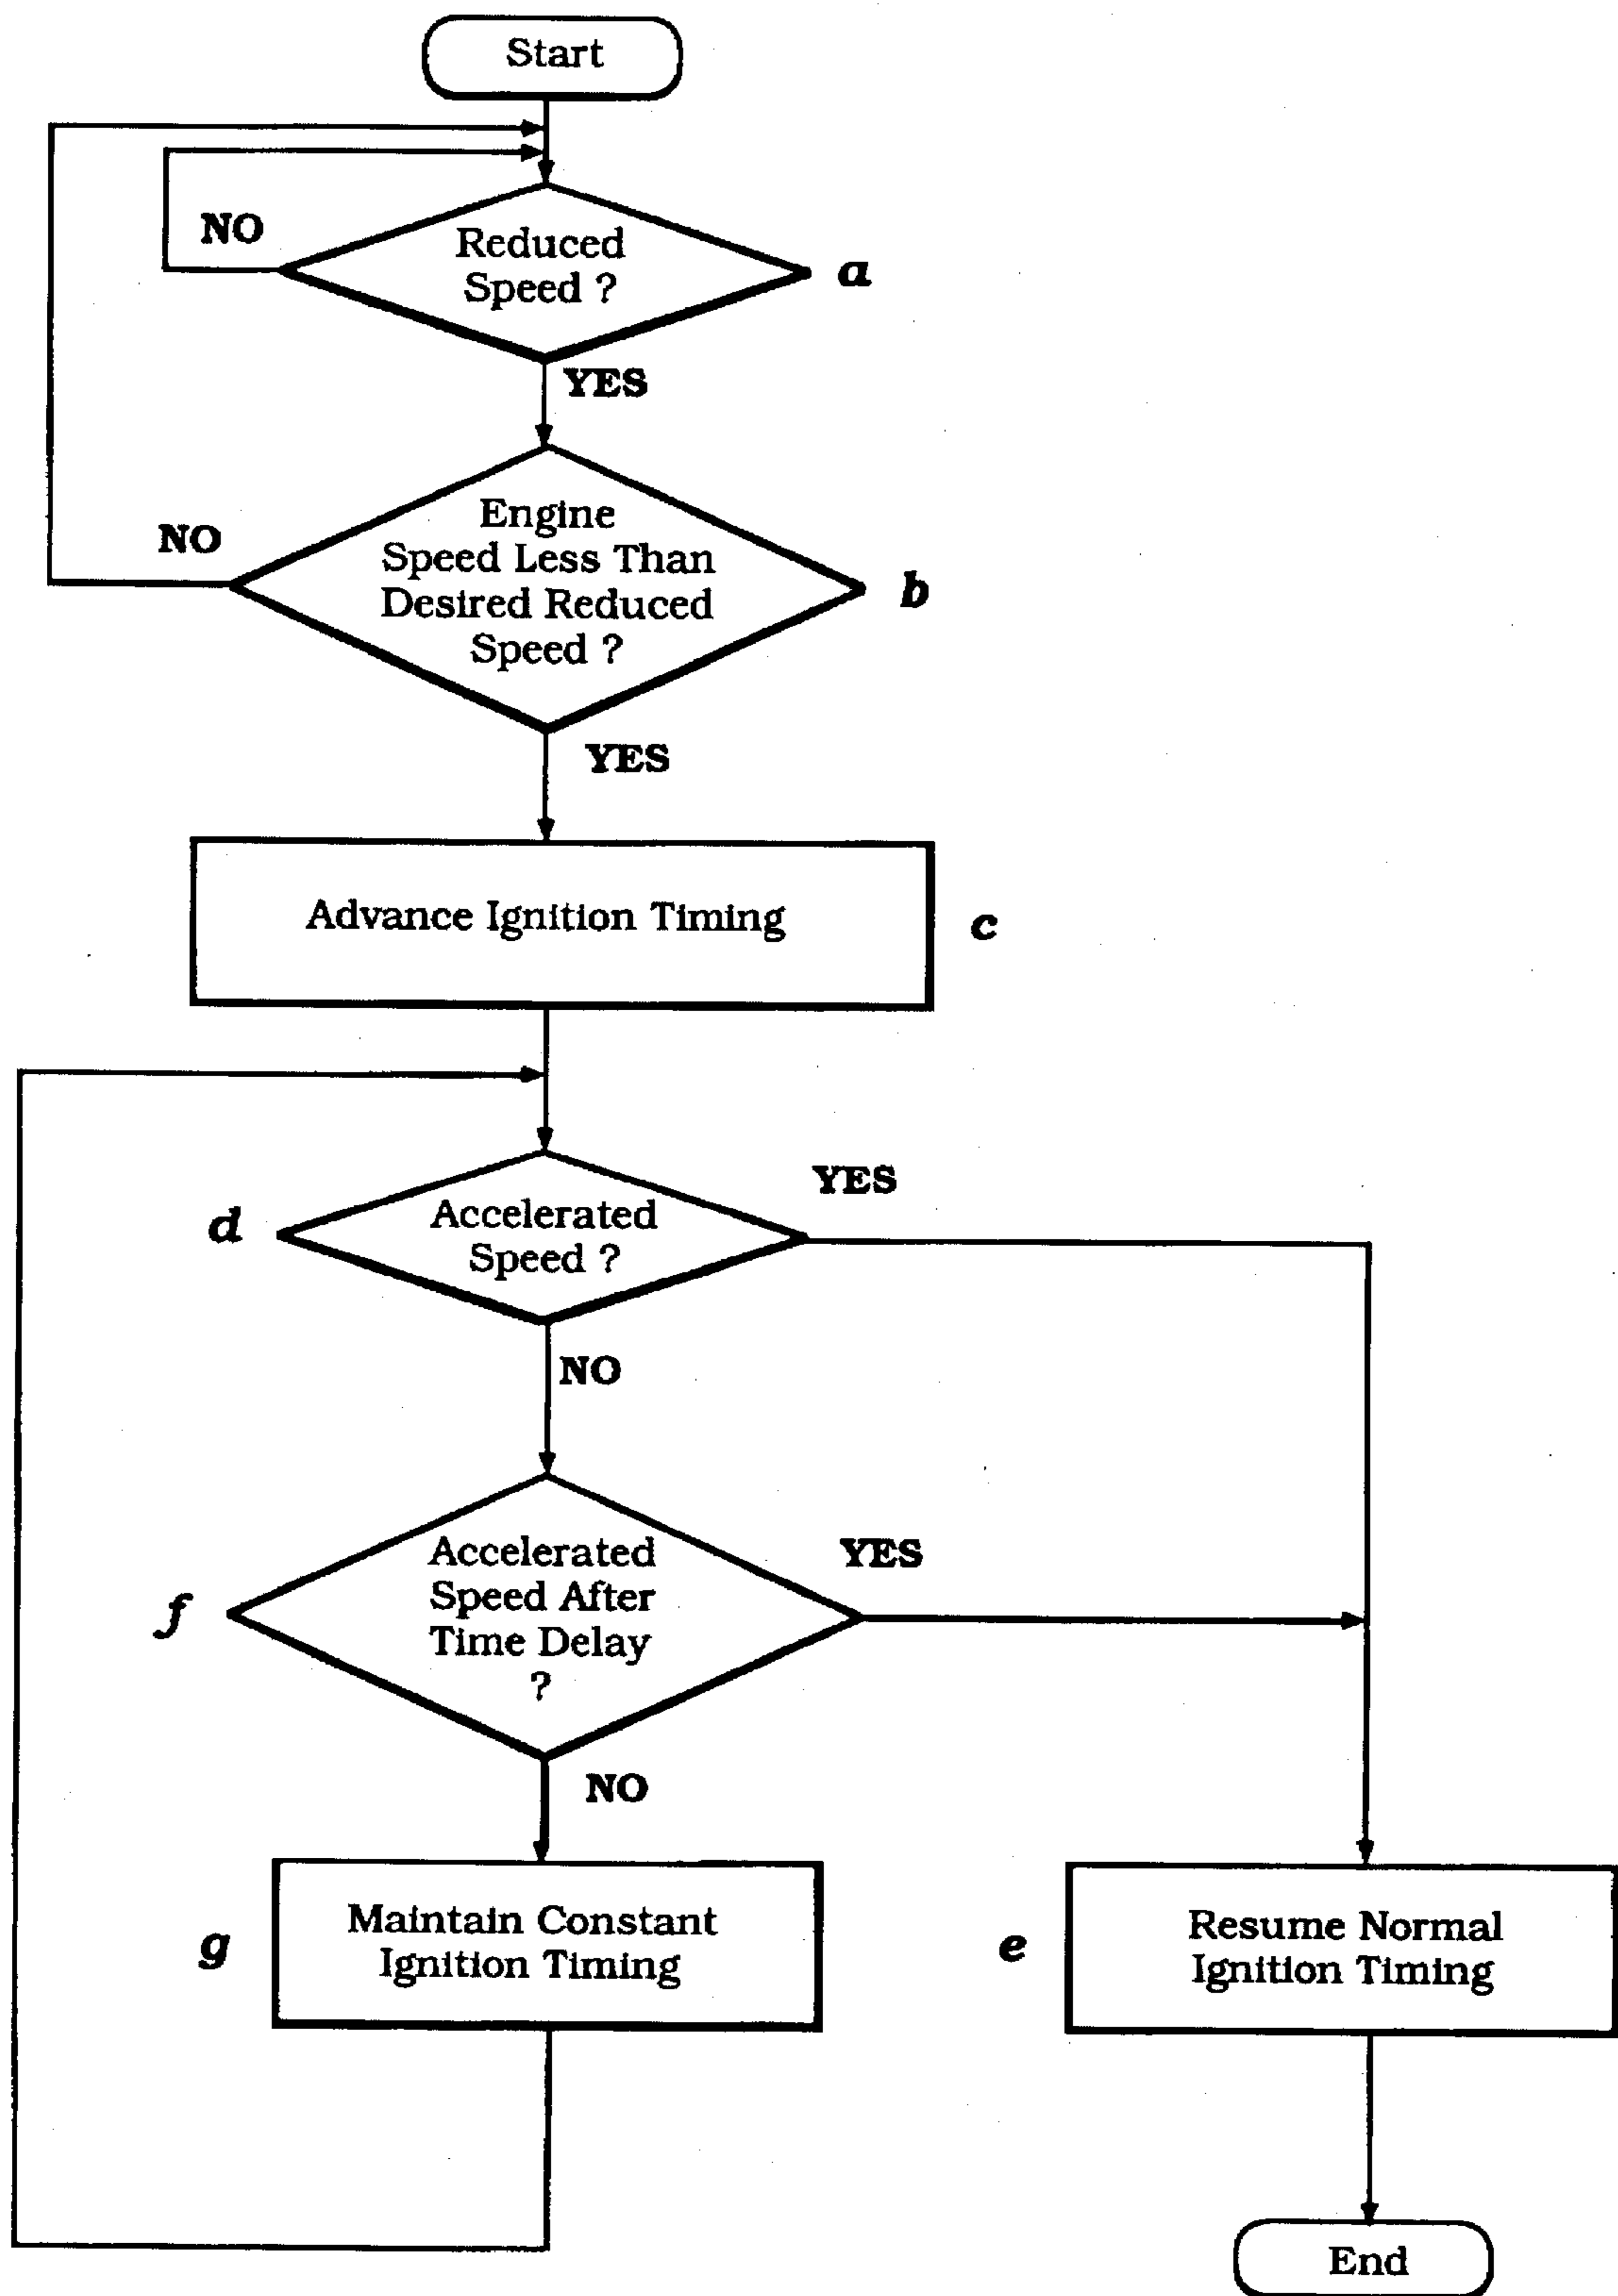 Start
NO
Reduced
Speed ?
a
YES
NO
Engine
Speed Less Than
Desired Reduced
Speed ?
b
YES
Advance Ignition Timing
c
d
Accelerated
Speed ?
YES
NO
f
Accelerated
Speed After
Time Delay
?
YES
NO
g
Maintain Constant
Ignition Timing
e
Resume Normal
Ignition Timing
End